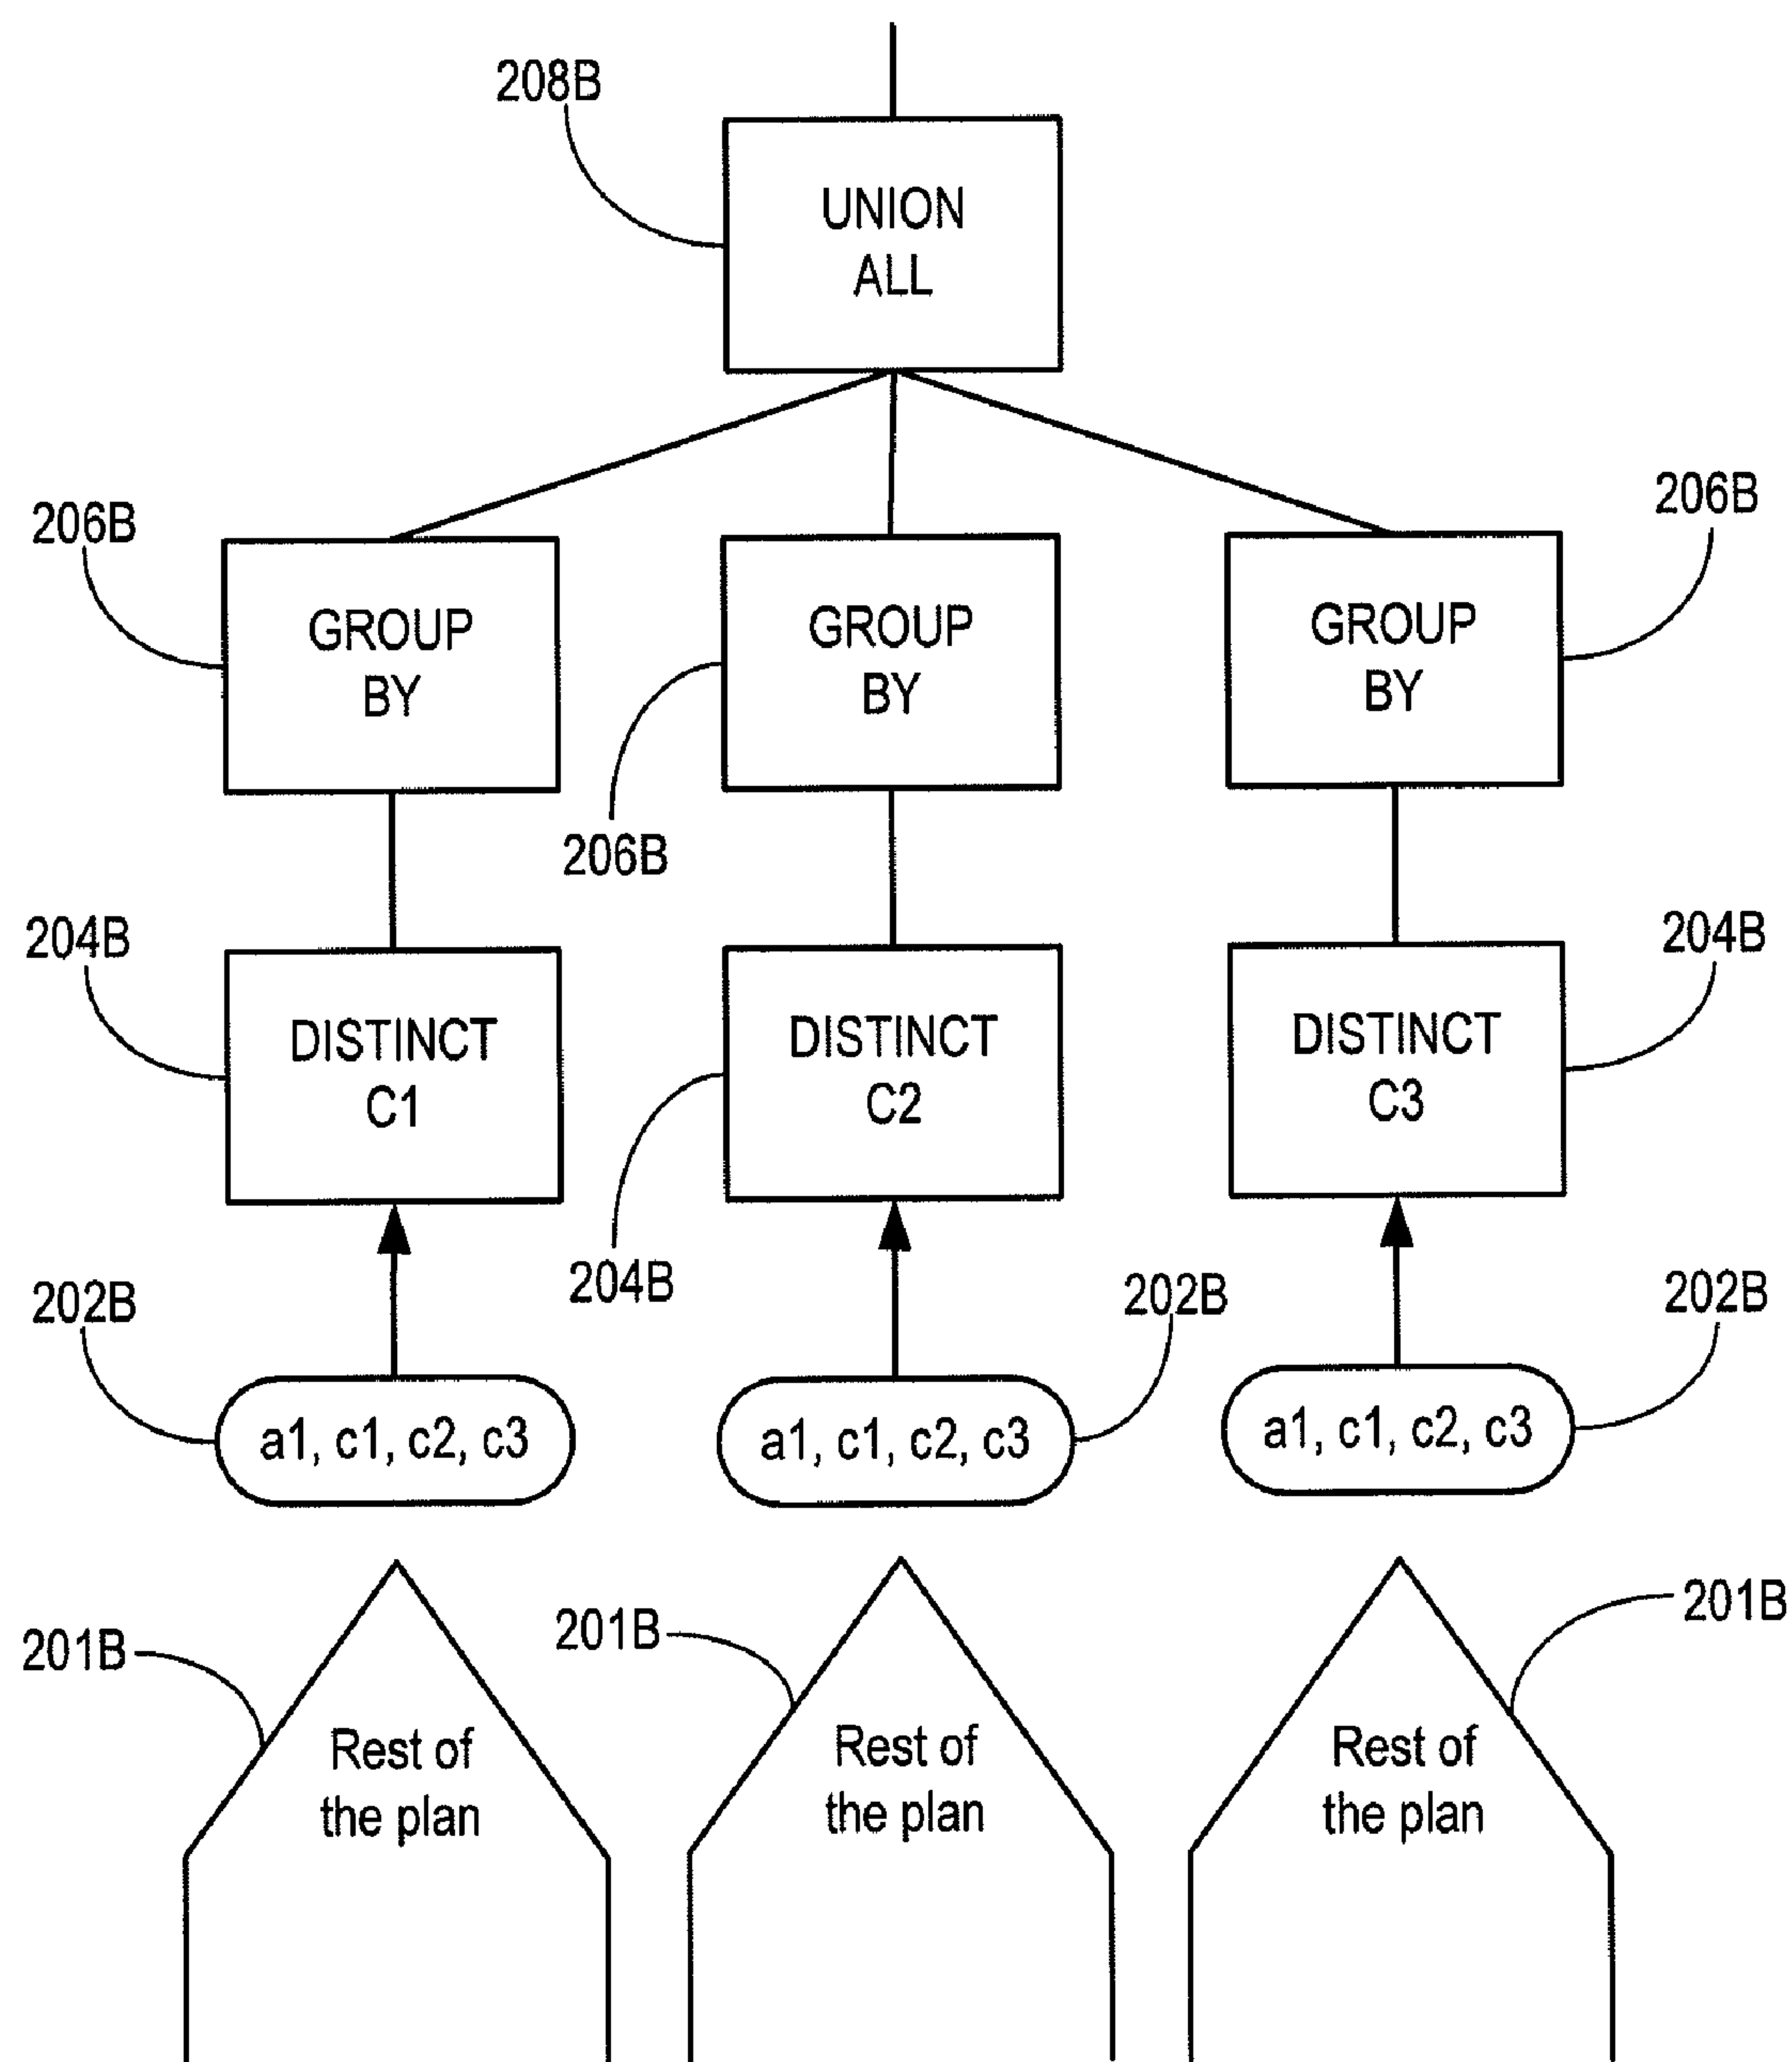 208B
UNION
ALL
206B
206B
GROUP
BY
GROUP
BY
GROUP
BY
206B
204B
204B
DISTINCT
C1
DISTINCT
C2
DISTINCT
C3
204B
202B
202B
202B
a1, c1, c2, c3
a1, c1, c2, c3
a1, c1, c2, c3
201B
201B
201B
Rest of
the plan
Rest of
the plan
Rest of
the plan